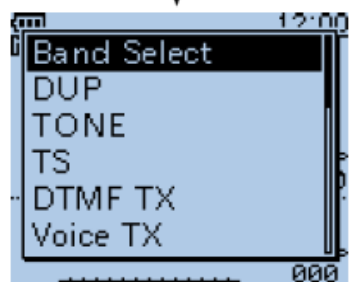 12:00
Band Select
DUP
TONE
TS
DTMF TX
Voice TX
000